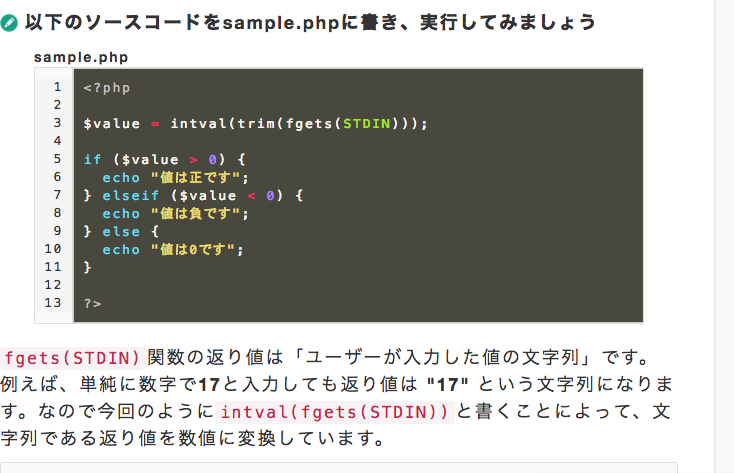 以下のソースコードをsample.phpに書き、実行してみましょう
sample.php
1 <?php
2
3 $value = intval(trim(fgets(STDIN)));
4
5 if ($value > 0) {
6   echo "値は正です";
7 } elseif ($value < 0) {
8   echo "値は負です";
9 } else {
10   echo "値は0です";
11 }
12
13 ?>
fgets(STDIN)関数の返り値は「ユーザーが入力した値の文字列」です。
例えば、単純に数字で17と入力しても返り値は "17" という文字列になりま
す。なので今回のようにintval(fgets(STDIN))と書くことによって、文
字列である返り値を数値に変換しています。